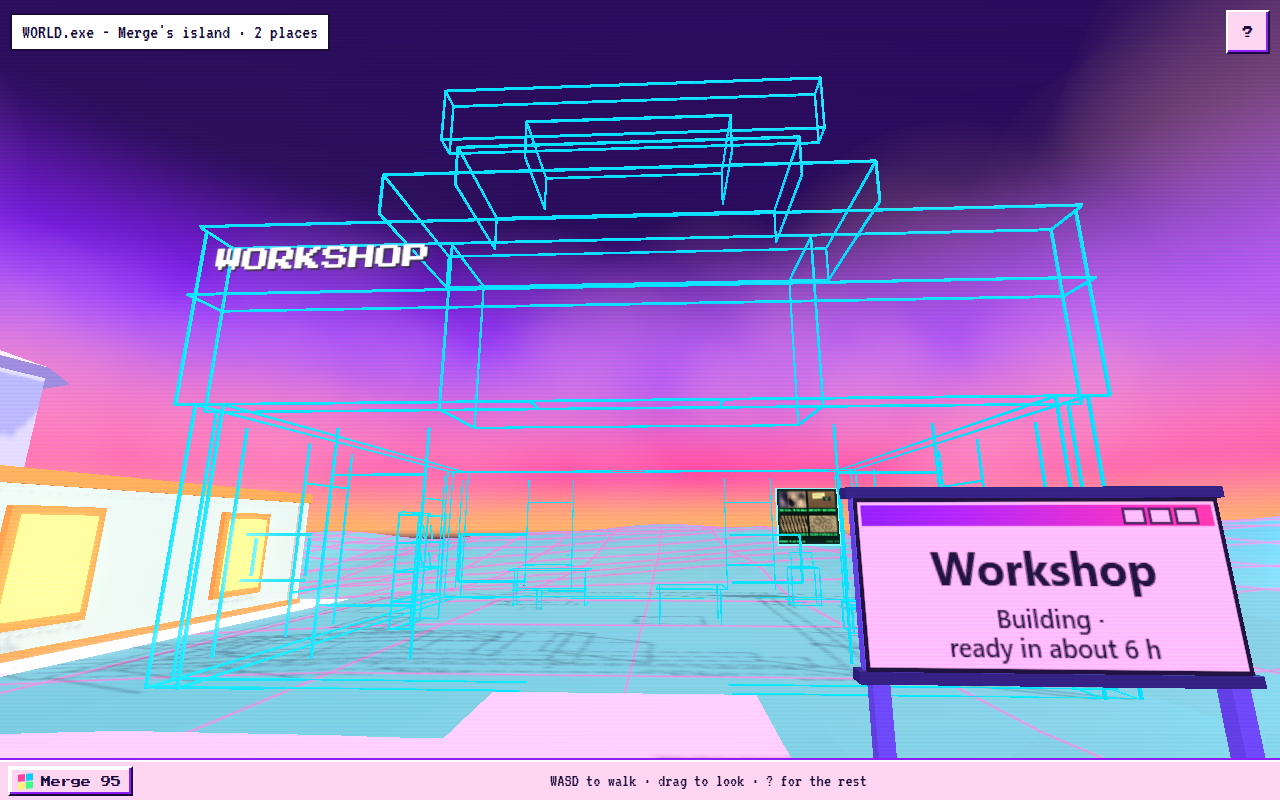 WORLD.exe - Merge's island · 2 places
?
WORKSHOP
Workshop
Building ·
ready in about 6 h
Merge 95
WASD to walk · drag to look · ? for the rest